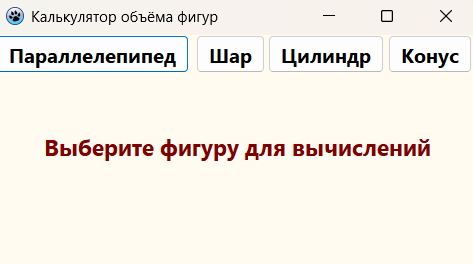 Калькулятор объёма фигур
Параллелепипед Шар Цилиндр Конус
Выберите фигуру для вычислений